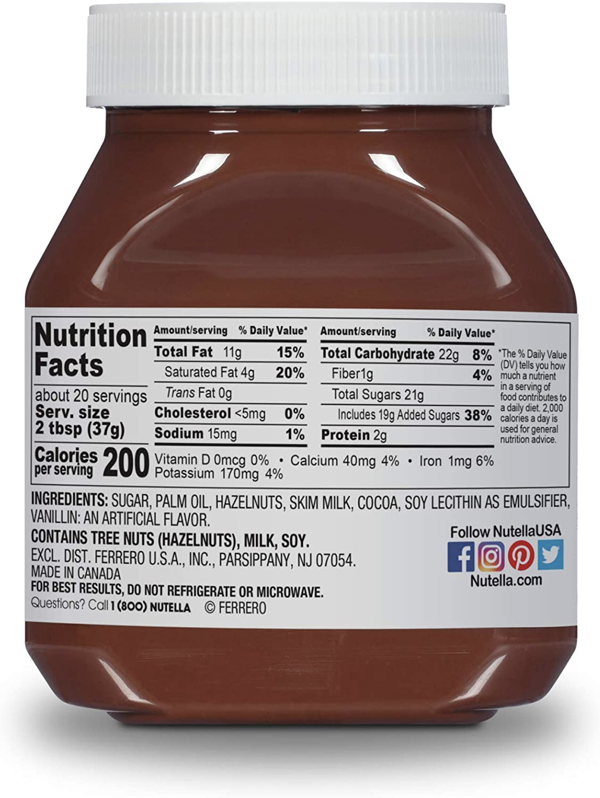 Nutrition
Facts
about 20 servings
Serv. size
2 tbsp (37g)
Calories
per serving 200
Amount/serving % Daily Value*
Total Fat 11g 15%
Saturated Fat 4g 20%
Trans Fat 0g
Cholesterol <5mg 0%
Sodium 15mg 1%
Amount/serving % Daily Value*
Total Carbohydrate 22g 8%
Fiber1g 4%
Total Sugars 21g
Includes 19g Added Sugars 38%
Protein 2g
*The % Daily Value
(DV) tells you how
much a nutrient
in a serving of
food contributes to
a daily diet. 2,000
calories a day is
used for general
nutrition advice.
Vitamin D 0mcg 0% • Calcium 40mg 4% • Iron 1mg 6%
Potassium 170mg 4%
INGREDIENTS: SUGAR, PALM OIL, HAZELNUTS, SKIM MILK, COCOA, SOY LECITHIN AS EMULSIFIER,
VANILLIN: AN ARTIFICIAL FLAVOR.
CONTAINS TREE NUTS (HAZELNUTS), MILK, SOY.
EXCL. DIST. FERRERO U.S.A., INC., PARSIPPANY, NJ 07054.
MADE IN CANADA
FOR BEST RESULTS, DO NOT REFRIGERATE OR MICROWAVE.
Questions? Call 1 (800) NUTELLA © FERRERO
Follow NutellaUSA
Nutella.com